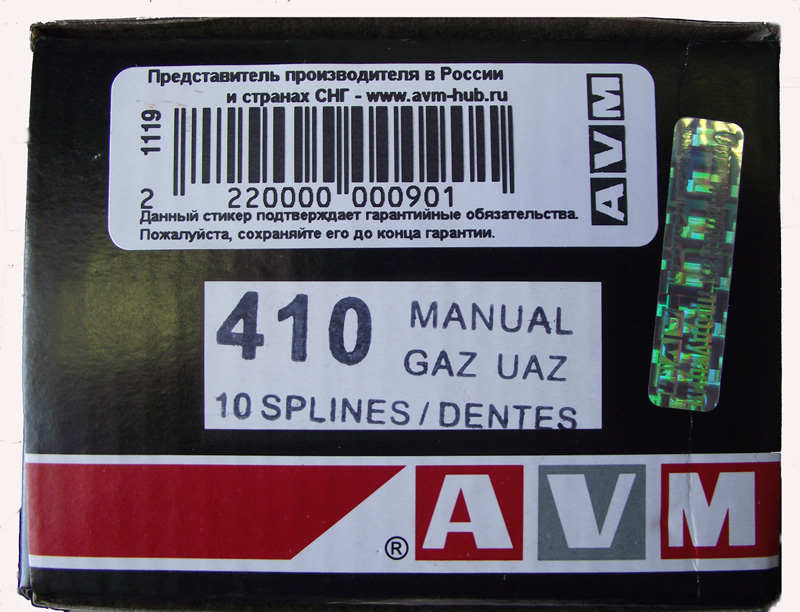 Представитель производителя в России
и странах СНГ - www.avm-hub.ru
1119
2 220000 000901
Данный стикер подтверждает гарантийные обязательства.
Пожалуйста, сохраняйте его до конца гарантии.
AVM
410 MANUAL
GAZ UAZ
10 SPLINES / DENTES
® AVM